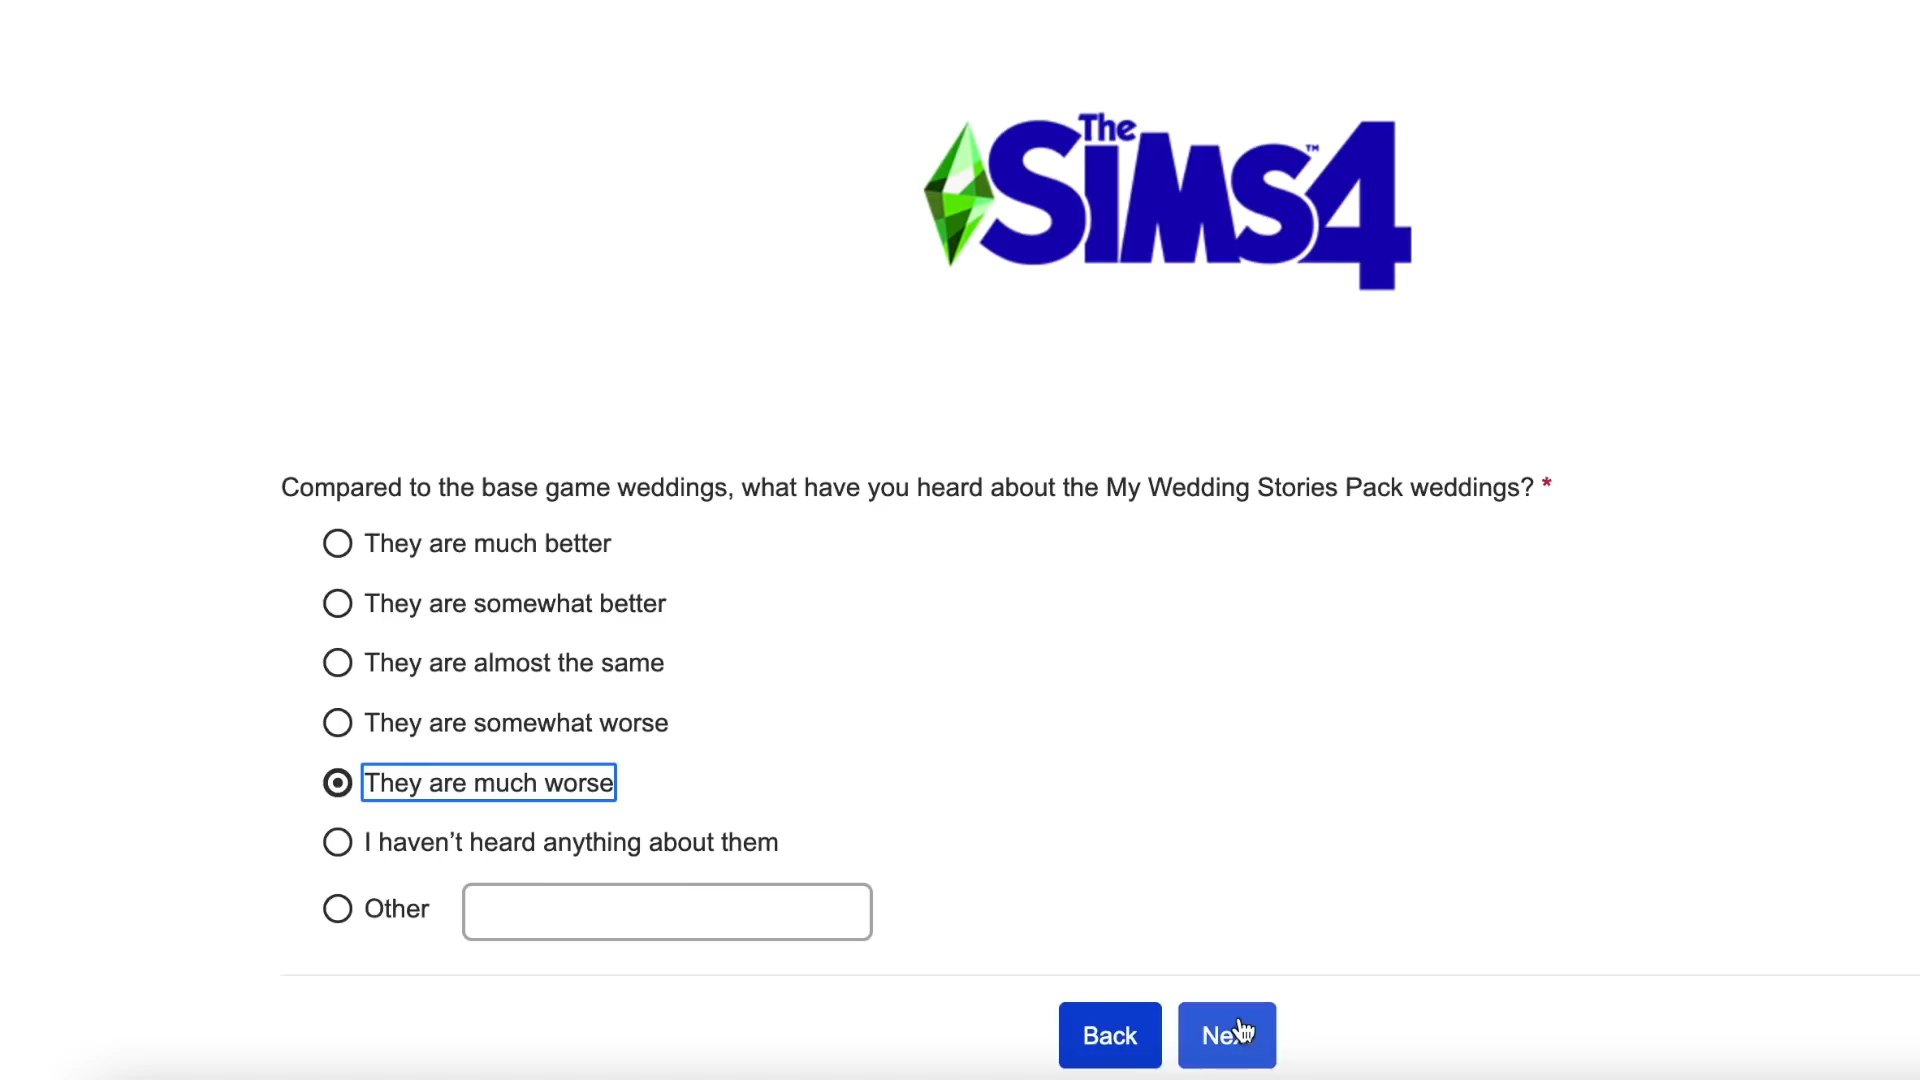 The
SIMS4™
Compared to the base game weddings, what have you heard about the My Wedding Stories Pack weddings? *
They are much better
They are somewhat better
They are almost the same
They are somewhat worse
They are much worse
I haven’t heard anything about them
Other
Back